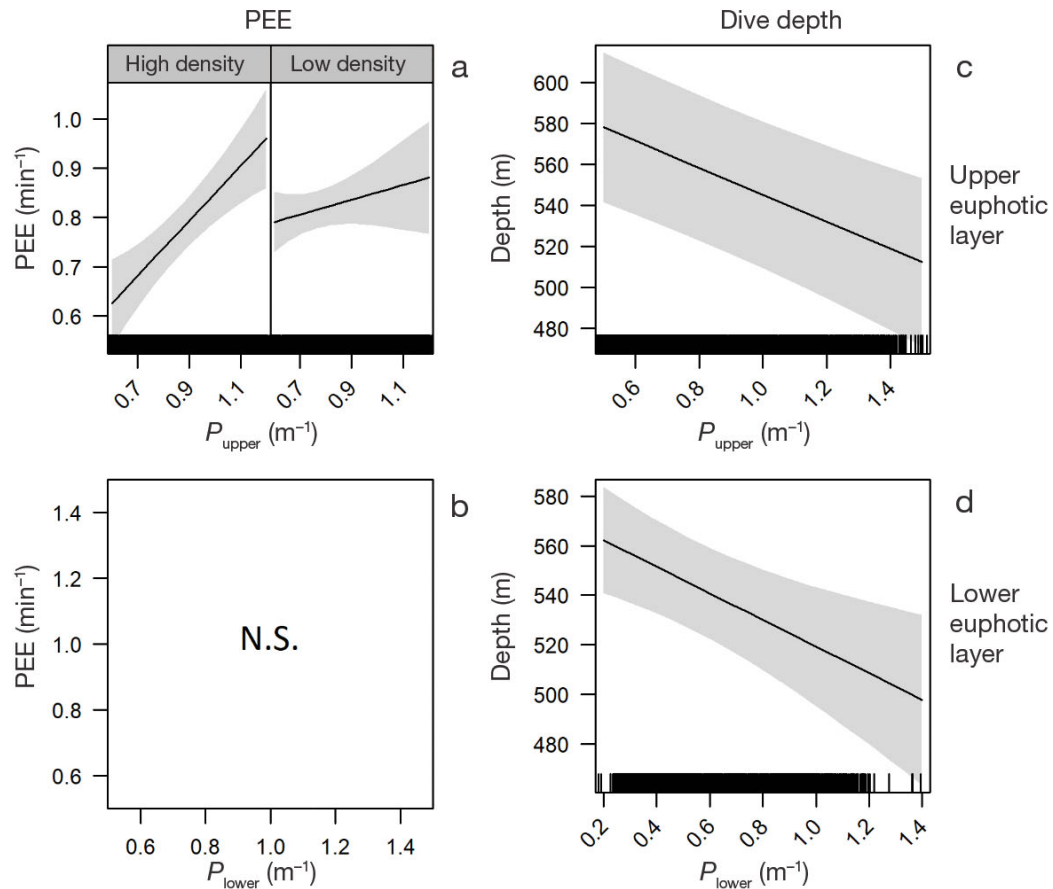 PEE
High density
Low density
a
PEE (min⁻¹)
1.0
0.9
0.8
0.7
0.6
0.7
0.9
1.1
0.7
0.9
1.1
P upper (m⁻¹)
Dive depth
c
Depth (m)
600
580
560
540
520
500
480
0.6
0.8
1.0
1.2
1.4
P upper (m⁻¹)
Upper
euphotic
layer
b
PEE (min⁻¹)
1.4
1.2
1.0
0.8
0.6
N.S.
0.6
0.8
1.0
1.2
1.4
P lower (m⁻¹)
d
Depth (m)
580
560
540
520
500
480
0.2
0.4
0.6
0.8
1.0
1.2
1.4
P lower (m⁻¹)
Lower
euphotic
layer